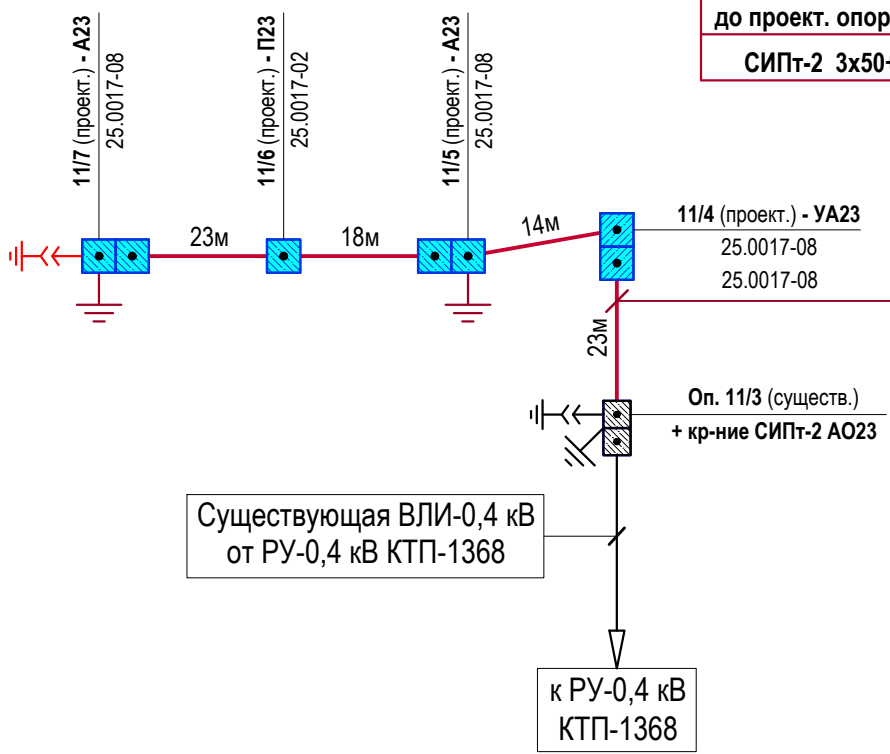 до проект. опор
СИПт-2 3х50+
11/7 (проект.) - А23
25.0017-08
11/6 (проект.) - П23
25.0017-02
11/5 (проект.) - А23
25.0017-08
23м
18м
14м
11/4 (проект.) - УА23
25.0017-08
25.0017-08
23м
Оп. 11/3 (существ.)
+ кр-ние СИПт-2 АО23
Существующая ВЛИ-0,4 кВ
от РУ-0,4 кВ КТП-1368
к РУ-0,4 кВ
КТП-1368